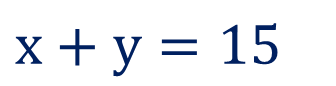 x + y = 15